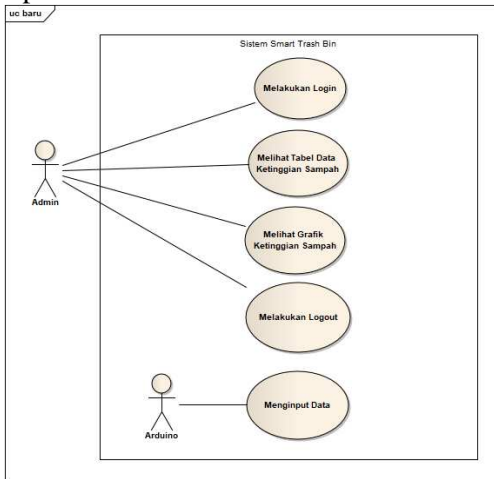 uc baru
Sistem Smart Trash Bin
Melakukan Login
Melihat Tabel Data
Ketinggian Sampah
Admin
Melihat Grafik
Ketinggian Sampah
Melakukan Logout
Menginput Data
Arduino